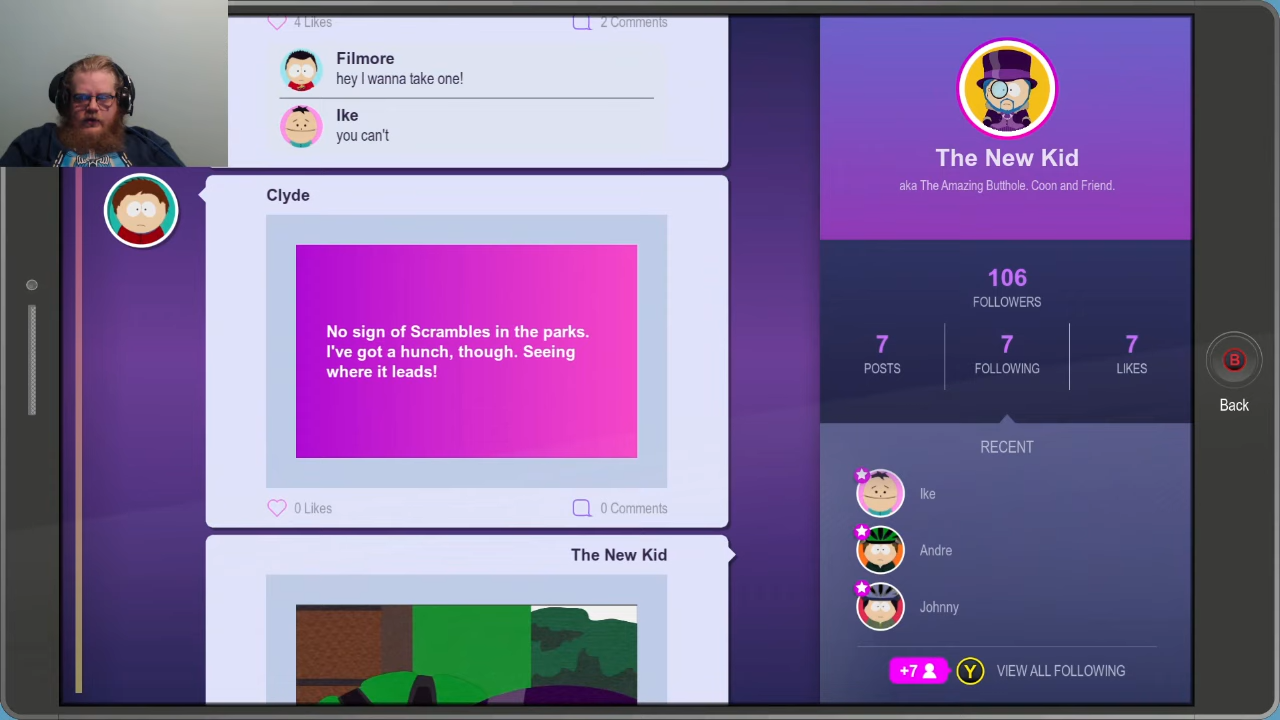 4 Likes
2 Comments
Filmore
hey I wanna take one!
Ike
you can't
Clyde
No sign of Scrambles in the parks.
I've got a hunch, though. Seeing
where it leads!
0 Likes
0 Comments
The New Kid
The New Kid
aka The Amazing Butthole. Coon and Friend.
106
FOLLOWERS
7
POSTS
7
FOLLOWING
7
LIKES
RECENT
Ike
Andre
Johnny
+7
Y
VIEW ALL FOLLOWING
B
Back